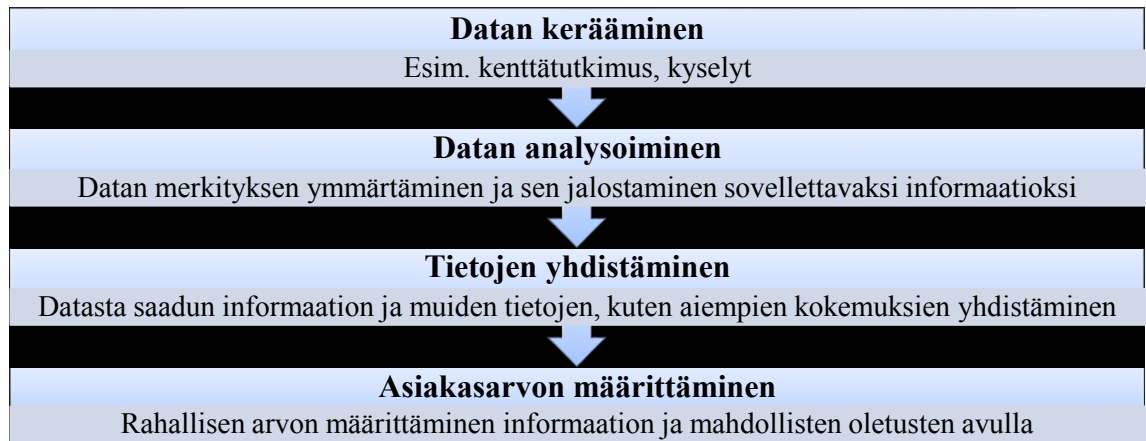 Datan kerääminen
Esim. kenttätutkimus, kyselyt
Datan analysoiminen
Datan merkityksen ymmärtäminen ja sen jalostaminen sovellettavaksi informaatioksi
Tietojen yhdistäminen
Datasta saadun informaation ja muiden tietojen, kuten aiempien kokemuksien yhdistäminen
Asiakasarvon määrittäminen
Rahallisen arvon määrittäminen informaation ja mahdollisten oletusten avulla